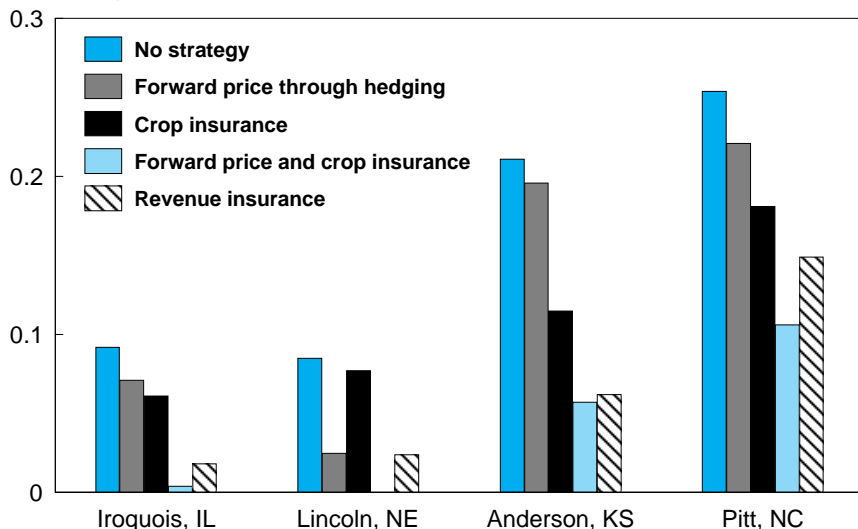 0.3
No strategy
Forward price through hedging
Crop insurance
Forward price and crop insurance
Revenue insurance
0.2
0.1
0
Iroquois, IL Lincoln, NE Anderson, KS Pitt, NC